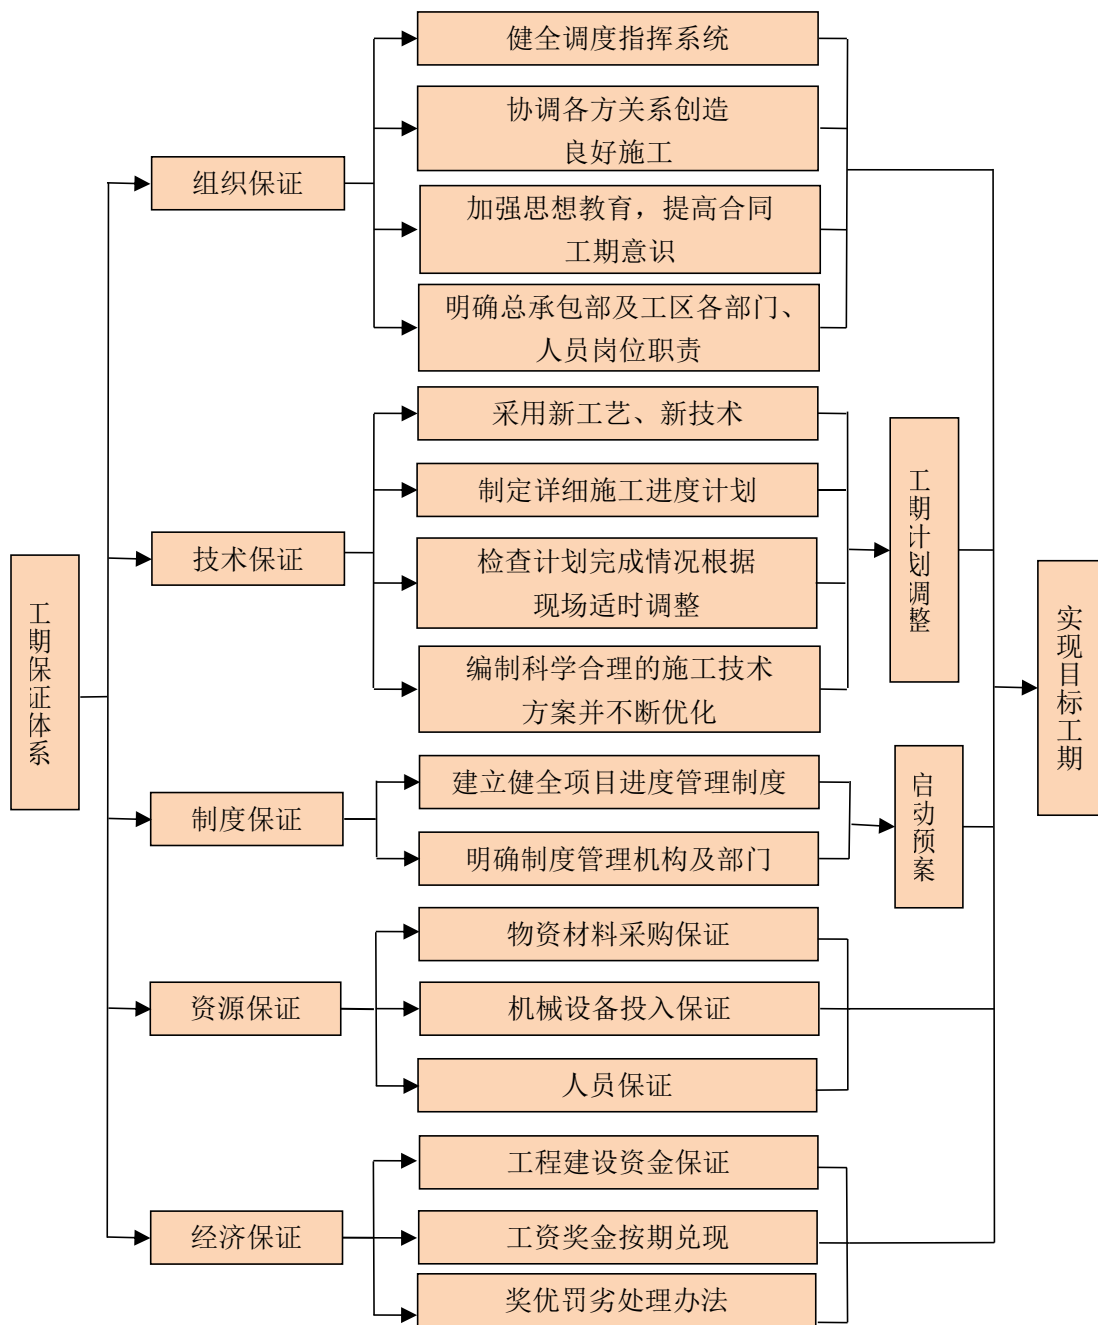 工期保证体系
组织保证
健全调度指挥系统
协调各方关系创造
良好施工
加强思想教育，提高合同
工期意识
明确总承包部及工区各部门、
人员岗位职责
技术保证
采用新工艺、新技术
制定详细施工进度计划
检查计划完成情况根据
现场适时调整
编制科学合理的施工技术
方案并不断优化
工期计划调整
制度保证
建立健全项目进度管理制度
明确制度管理机构及部门
启动预案
资源保证
物资材料采购保证
机械设备投入保证
人员保证
经济保证
工程建设资金保证
工资奖金按期兑现
奖优罚劣处理办法
实现目标工期